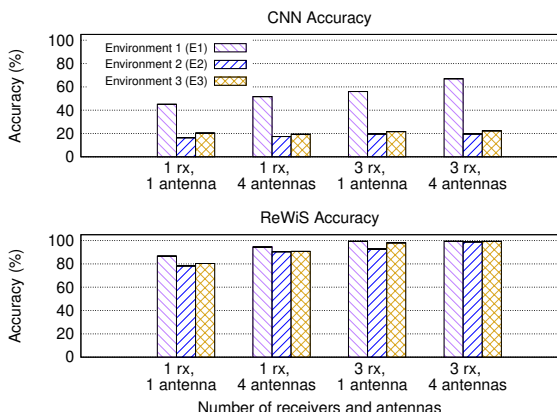 CNN Accuracy
Accuracy (%)
100
80
60
40
20
0
Environment 1 (E1)
Environment 2 (E2)
Environment 3 (E3)
1 rx, 1 rx, 3 rx, 3 rx,
1 antenna 4 antennas 1 antenna 4 antennas
ReWiS Accuracy
Accuracy (%)
100
80
60
40
20
0
1 rx, 1 rx, 3 rx, 3 rx,
1 antenna 4 antennas 1 antenna 4 antennas
Number of receivers and antennas